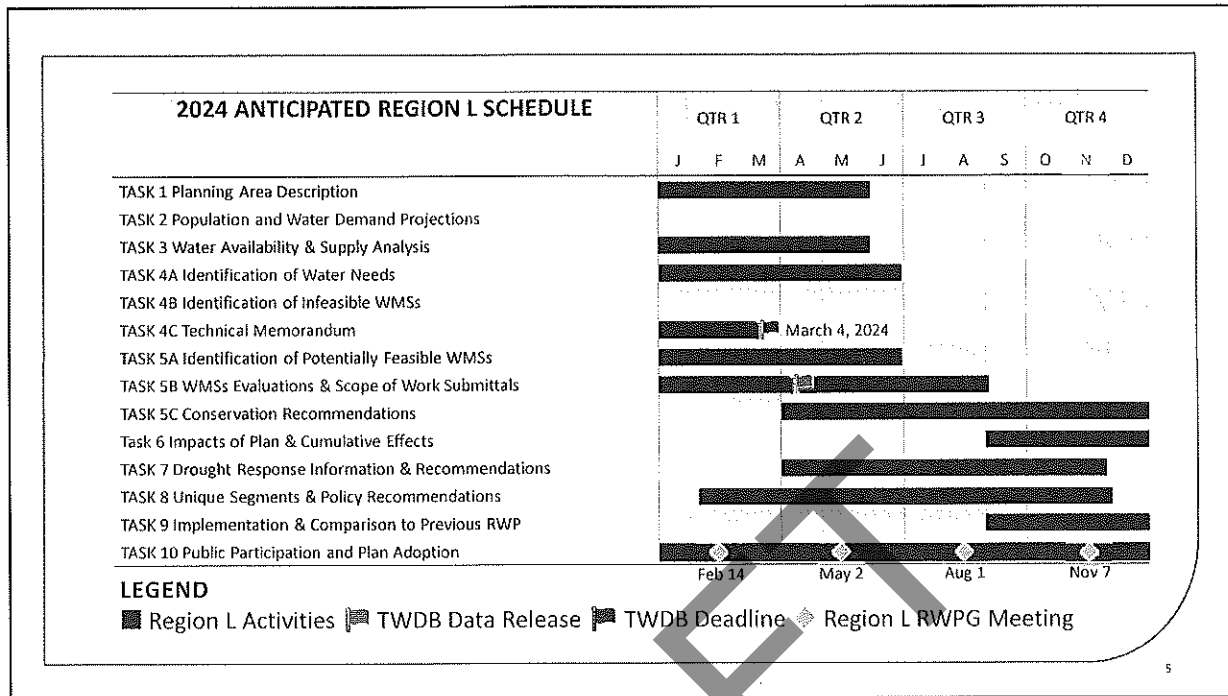 2024 ANTICIPATED REGION L SCHEDULE
QTR 1 QTR 2 QTR 3 QTR 4
J F M A M J J A S O N D
TASK 1 Planning Area Description
TASK 2 Population and Water Demand Projections
TASK 3 Water Availability & Supply Analysis
TASK 4A Identification of Water Needs
TASK 4B Identification of Infeasible WMSs
TASK 4C Technical Memorandum March 4, 2024
TASK 5A Identification of Potentially Feasible WMSs
TASK 5B WMSs Evaluations & Scope of Work Submittals
TASK 5C Conservation Recommendations
Task 6 Impacts of Plan & Cumulative Effects
TASK 7 Drought Response Information & Recommendations
TASK 8 Unique Segments & Policy Recommendations
TASK 9 Implementation & Comparison to Previous RWP
TASK 10 Public Participation and Plan Adoption
Feb 14 May 2 Aug 1 Nov 7
LEGEND
Region L Activities TWDB Data Release TWDB Deadline Region L RWPG Meeting
5